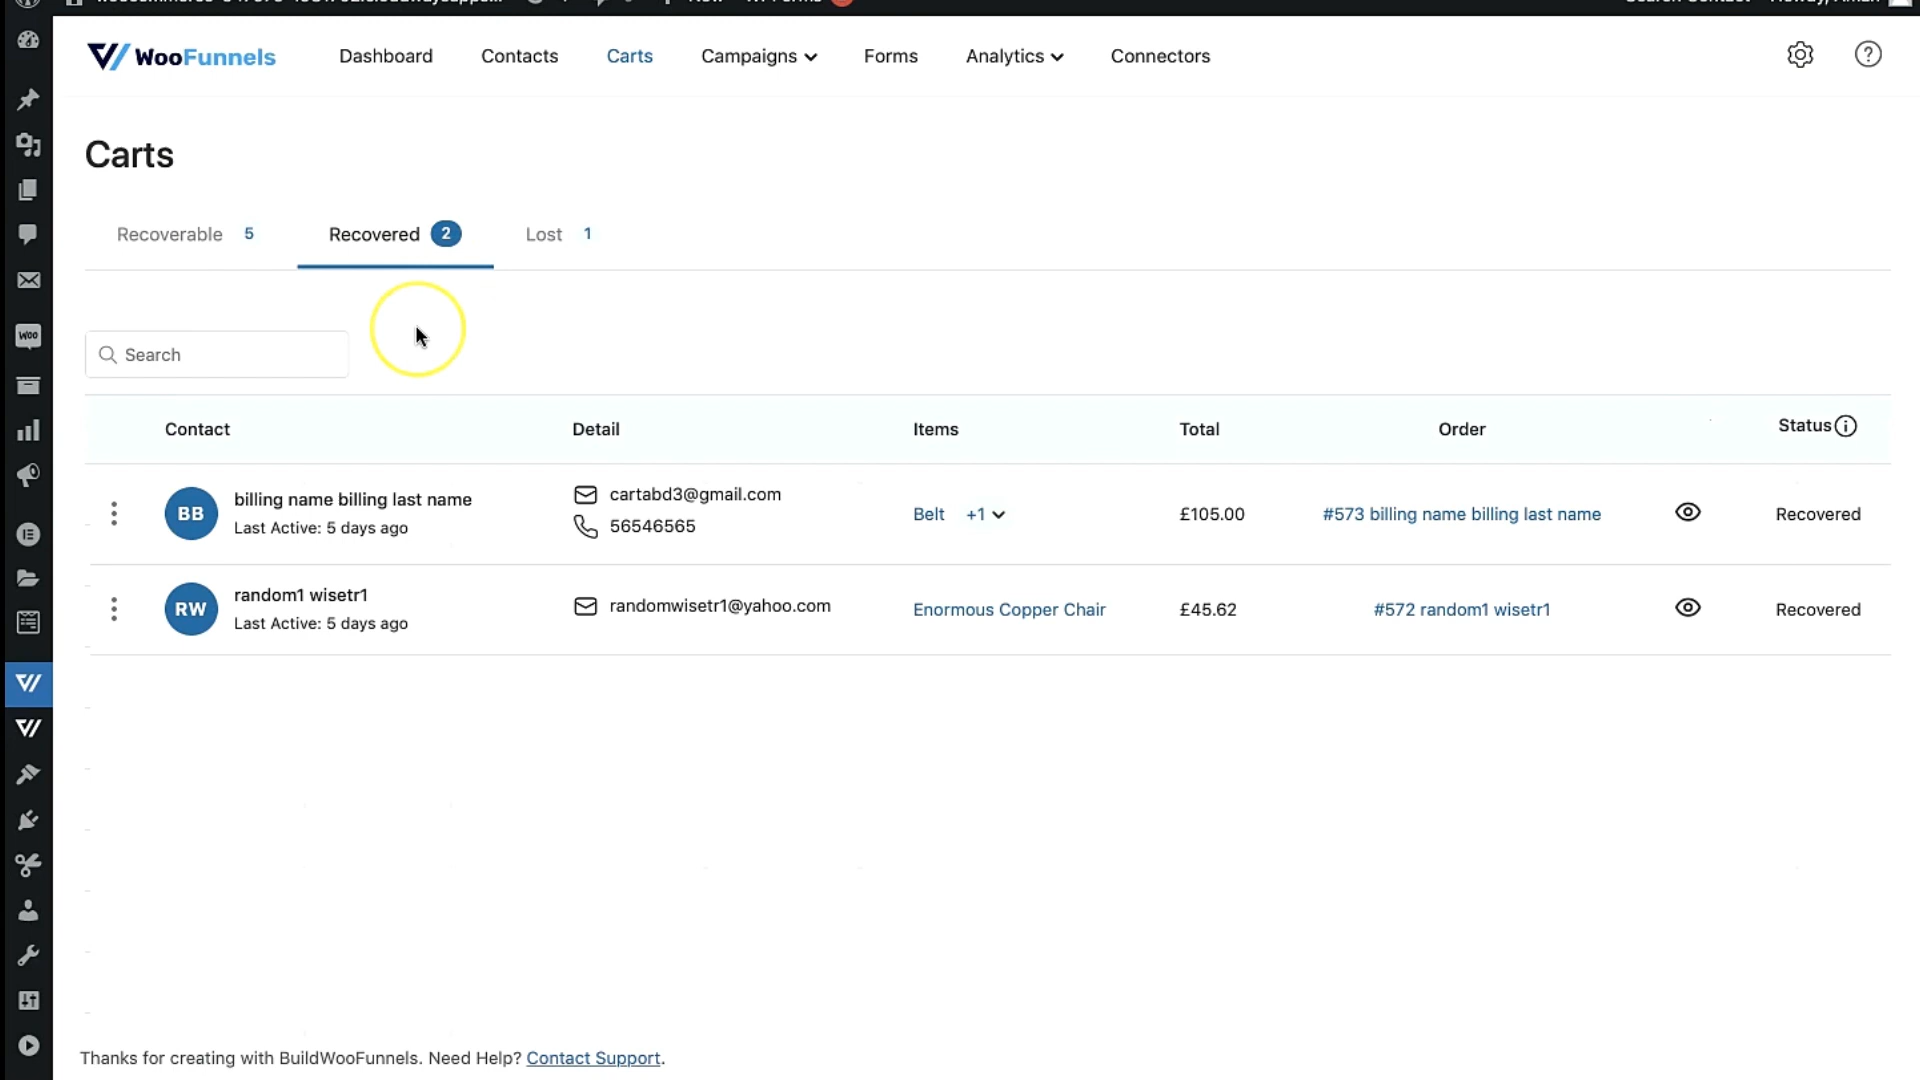 WooFunnels
Dashboard
Contacts
Carts
Campaigns
Forms
Analytics
Connectors
Carts
Recoverable 5
Recovered 2
Lost 1
Search
Contact Detail Items Total Order Status
BB billing name billing last name
Last Active: 5 days ago
cartabd3@gmail.com
56546565
Belt +1
£105.00
#573 billing name billing last name
Recovered
RW random1 wisetr1
Last Active: 5 days ago
randomwisetr1@yahoo.com
Enormous Copper Chair
£45.62
#572 random1 wisetr1
Recovered
Thanks for creating with BuildWooFunnels. Need Help? Contact Support.